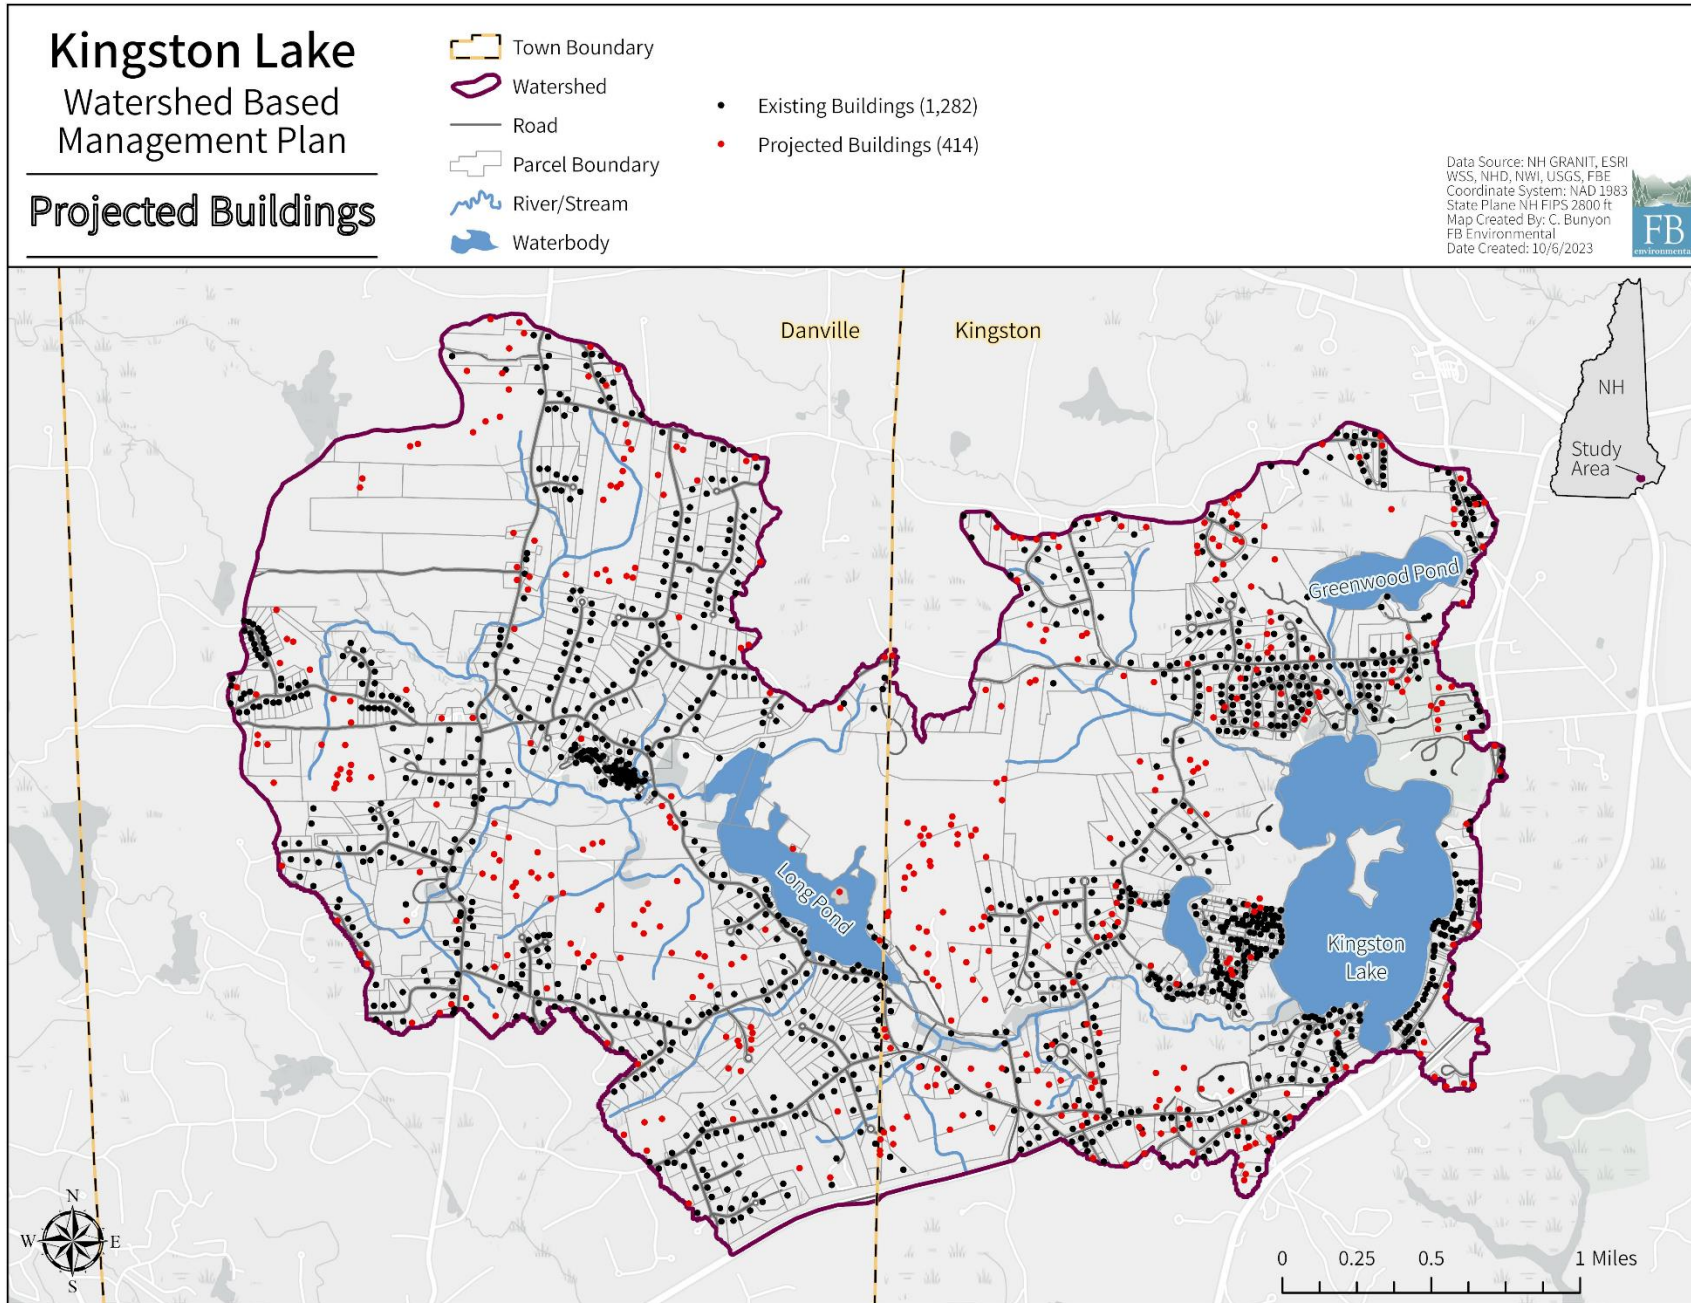 Kingston Lake
Watershed Based
Management Plan
Projected Buildings
Town Boundary
Watershed
Road
Parcel Boundary
River/Stream
Waterbody
Existing Buildings (1,282)
Projected Buildings (414)
Data Source: NH GRANIT, ESRI
WSS, NHD, NWI, USGS, FBE
Coordinate System: NAD 1983
State Plane NH FIPS 2800 ft
Map Created By: C. Bunyon
FB Environmental
Date Created: 10/6/2023
FB
environmental
Danville
Kingston
NH
Study
Area
Greenwood Pond
Long Pond
Kingston
Lake
N
W
E
S
0 0.25 0.5 1 Miles